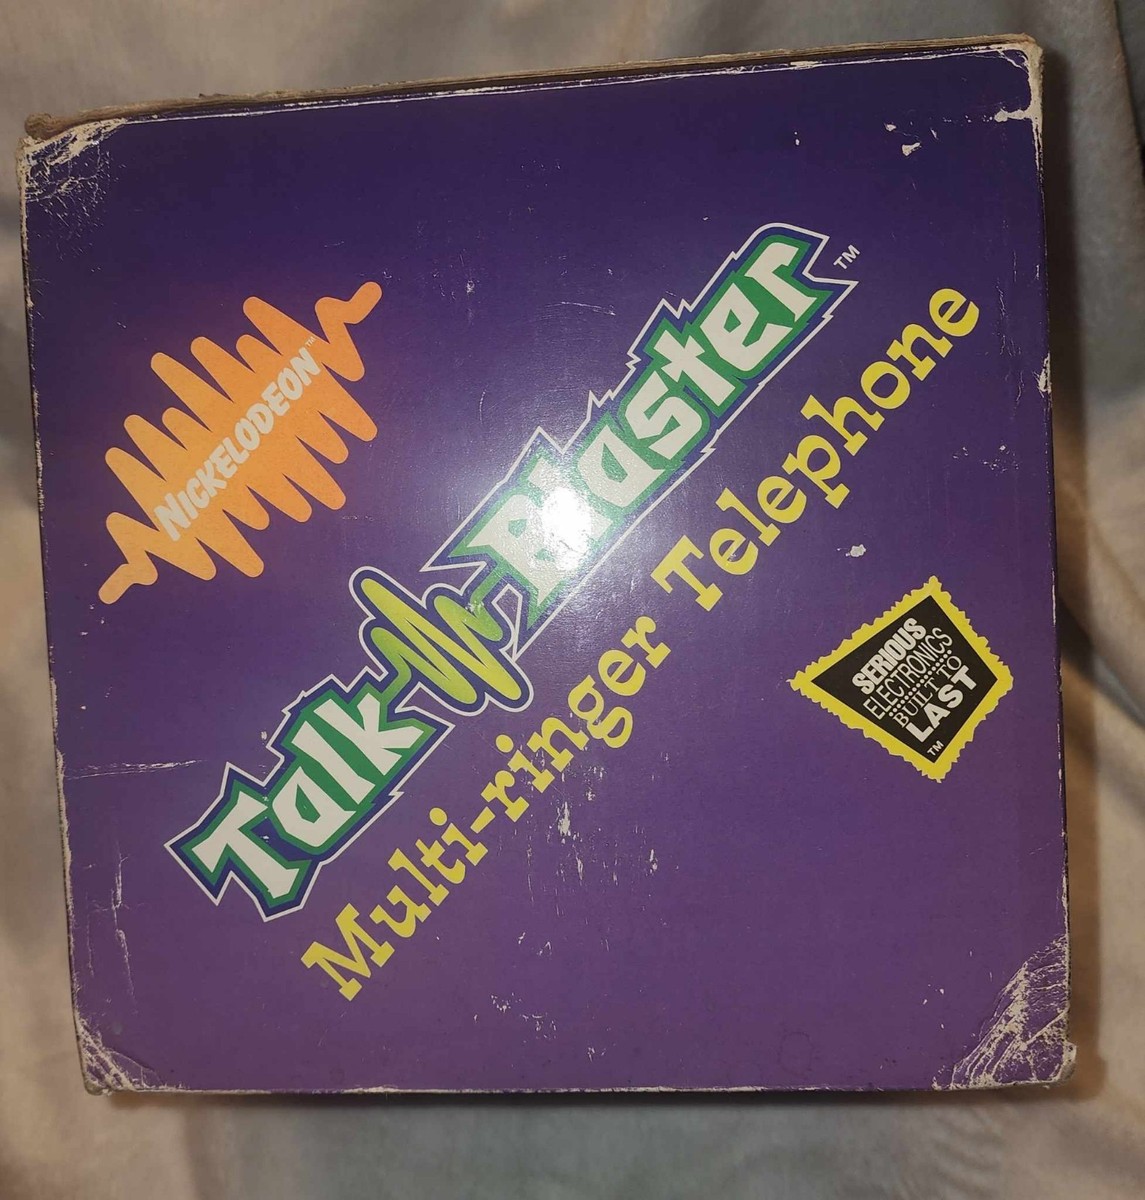 NICKELODEON™
Talk Blaster™
Multi-ringer Telephone
SERIOUS
ELECTRONICS
BUILT TO
LAST
™